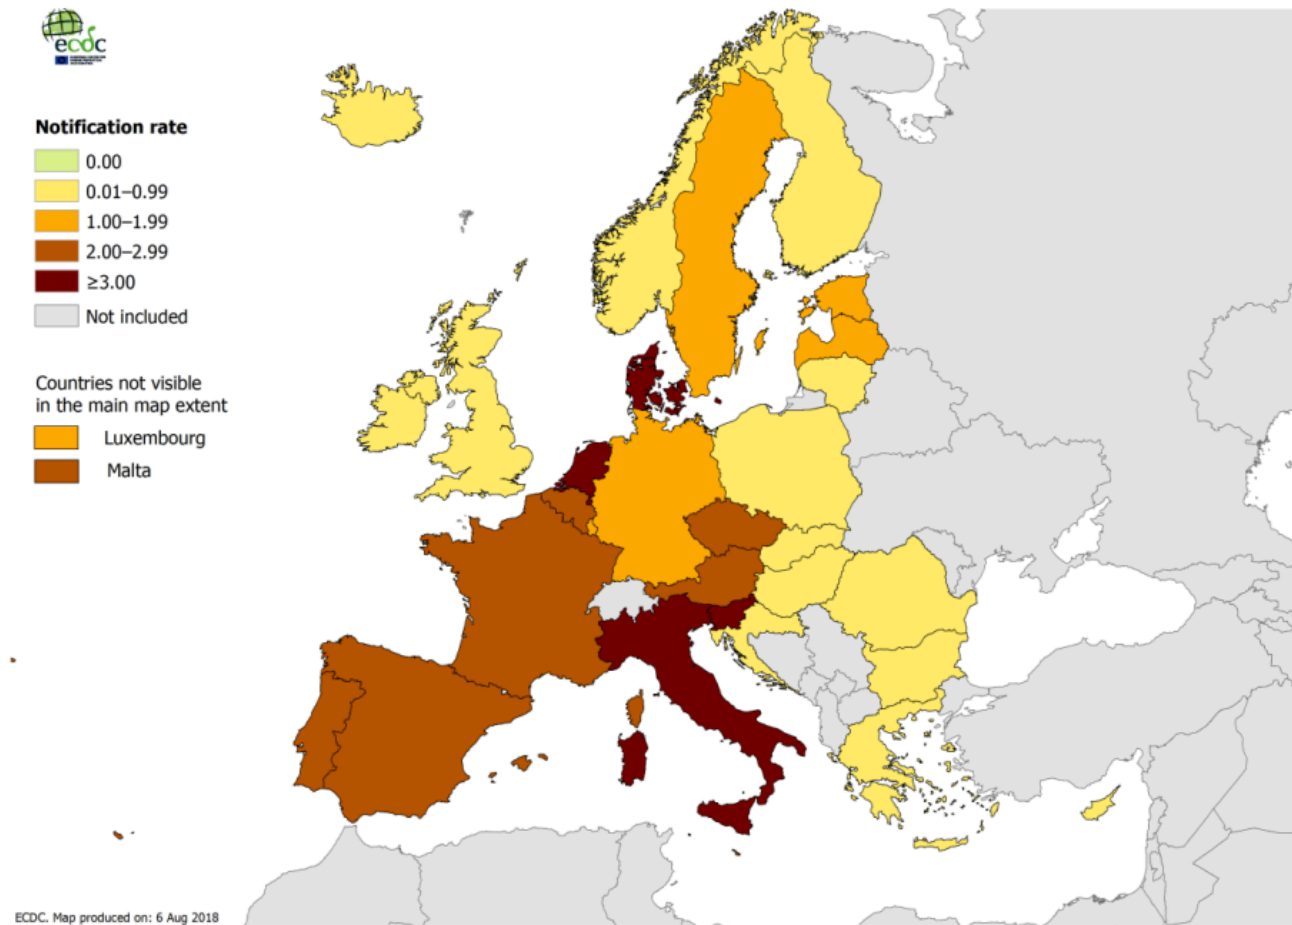 ecdc
Notification rate
0.00
0.01–0.99
1.00–1.99
2.00–2.99
≥3.00
Not included
Countries not visible
in the main map extent
Luxembourg
Malta
ECDC. Map produced on: 6 Aug 2018